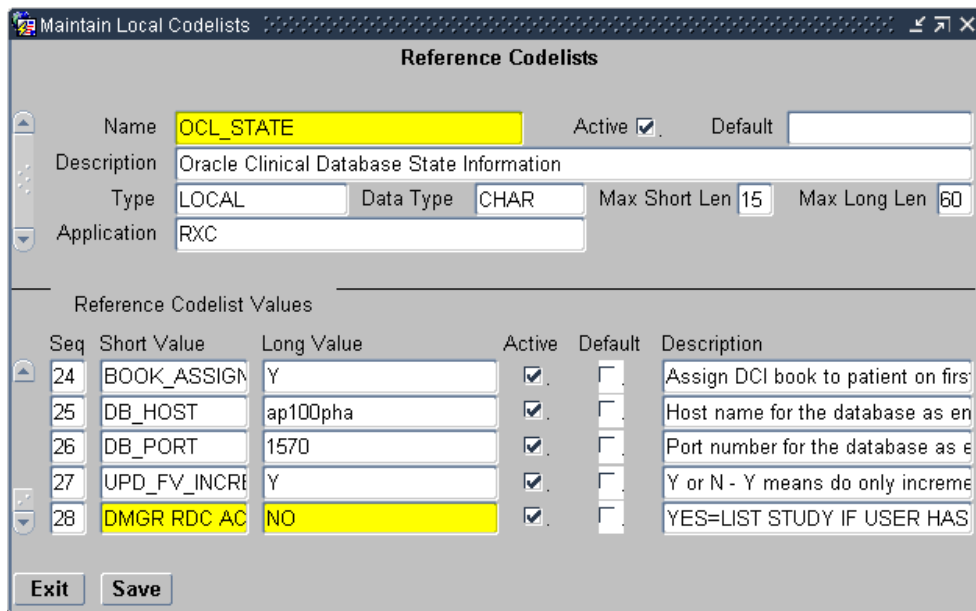 Maintain Local Codelists
Reference Codelists
Name OCL_STATE Active Default
Description Oracle Clinical Database State Information
Type LOCAL Data Type CHAR Max Short Len 15 Max Long Len 60
Application RXC
Reference Codelist Values
Seq Short Value Long Value Active Default Description
24 BOOK_ASSIGN Y Assign DCI book to patient on first
25 DB_HOST ap100pha Host name for the database as en
26 DB_PORT 1570 Port number for the database as e
27 UPD_FV_INCRE Y Y or N - Y means do only increme
28 DMGR RDC AC NO YES=LIST STUDY IF USER HAS
Exit Save